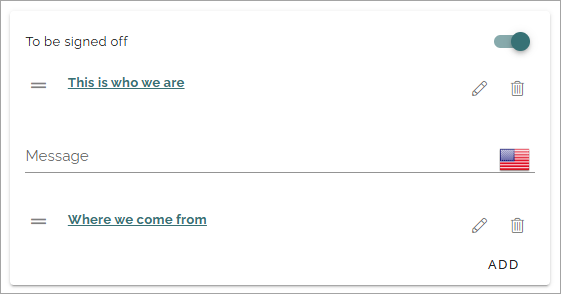 To be signed off
This is who we are
Message
Where we come from
ADD